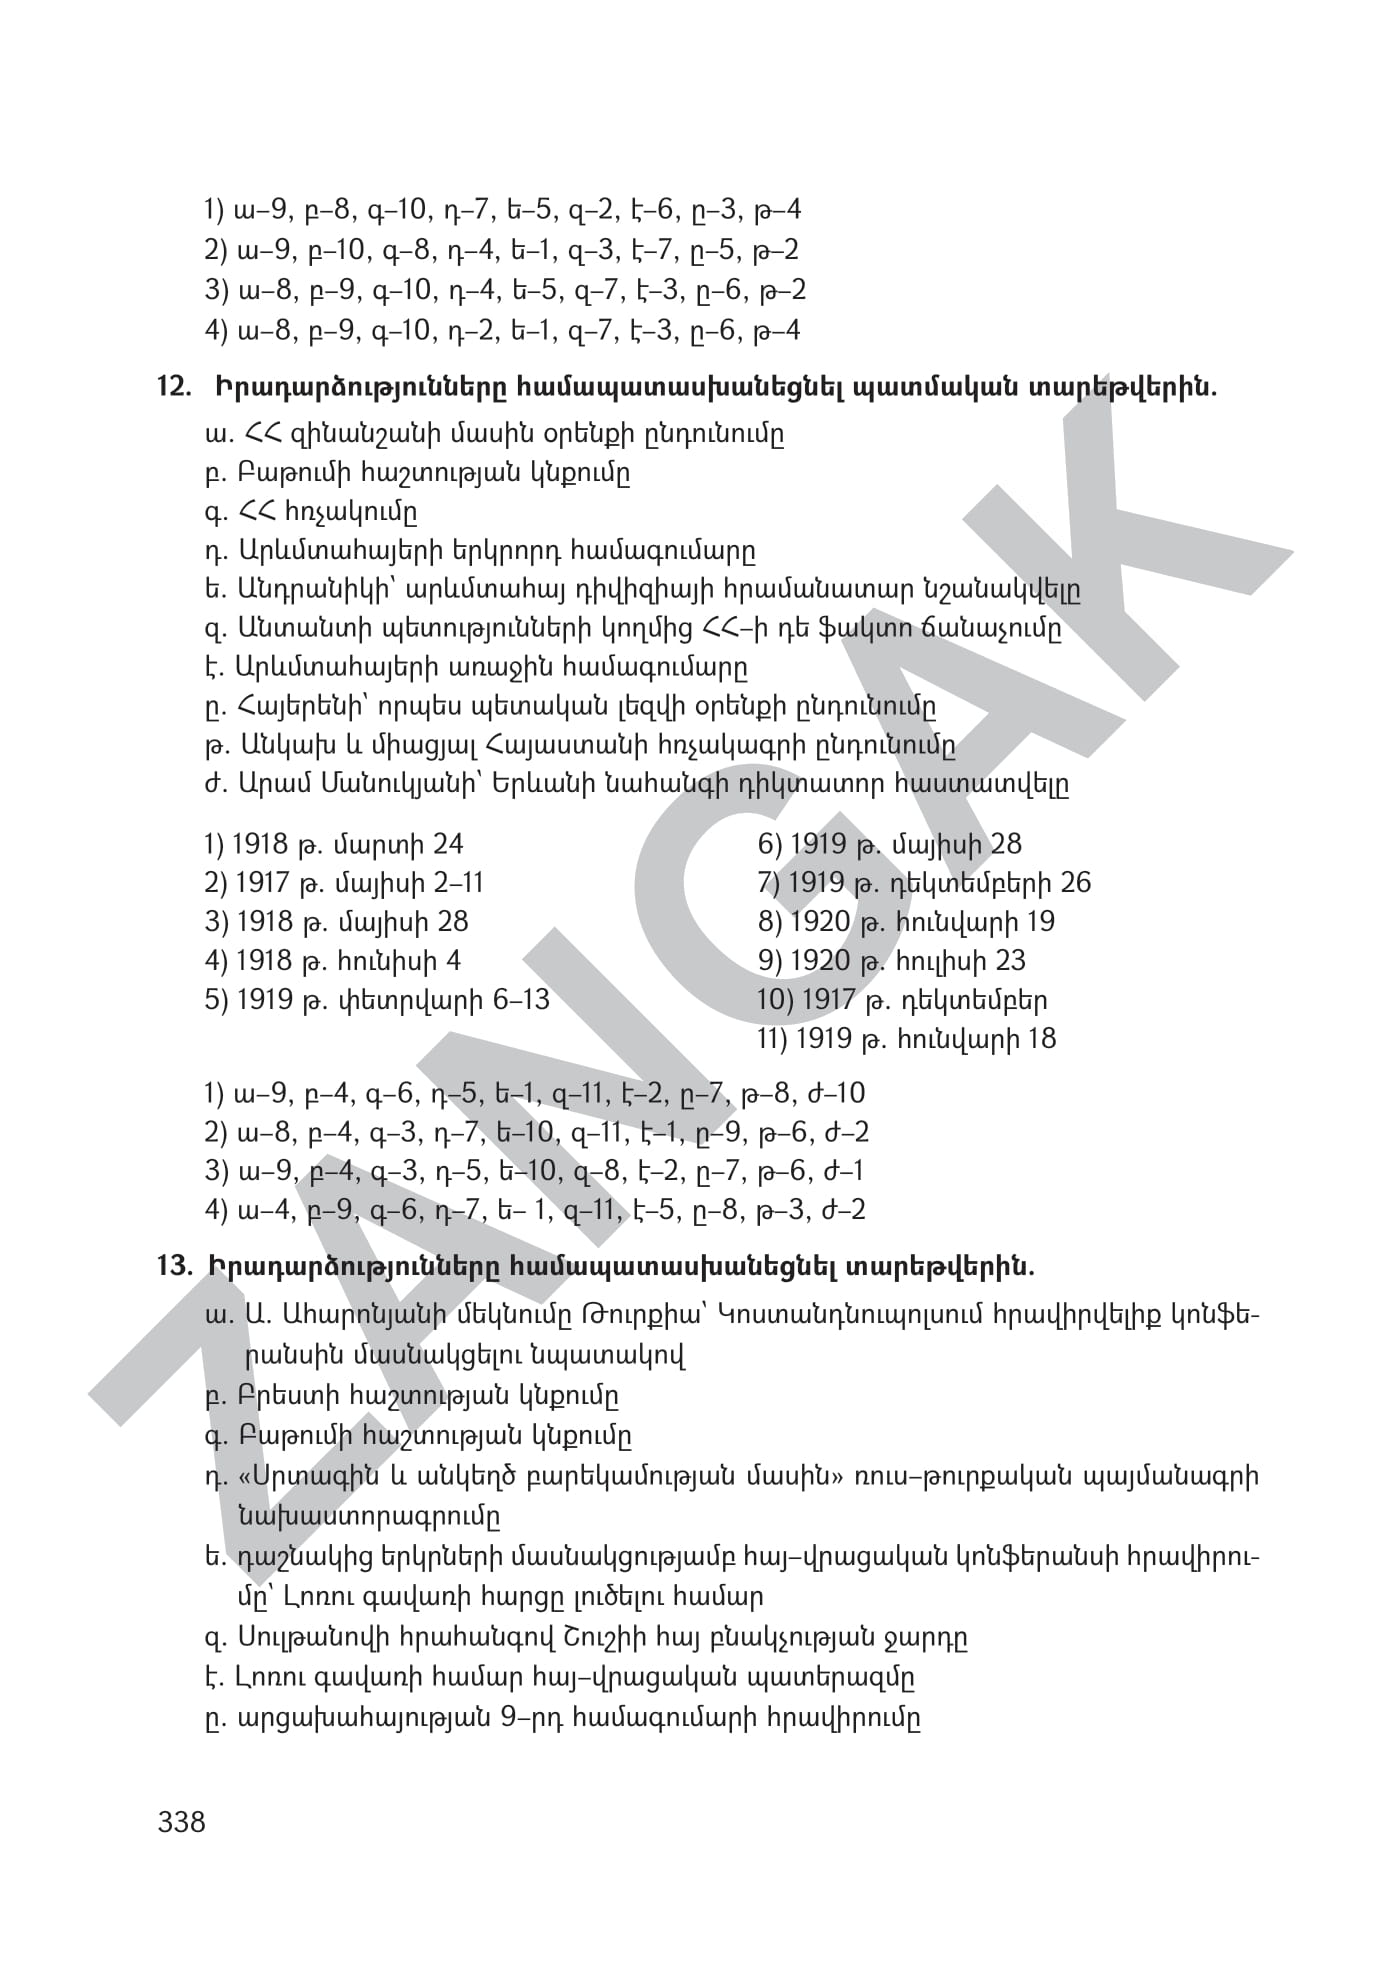 1) ա–9, բ–8, գ–10, դ–7, ե–5, զ–2, է–6, ը–3, թ–4
2) ա–9, բ–10, գ–8, դ–4, ե–1, զ–3, է–7, ը–5, թ–2
3) ա–8, բ–9, գ–10, դ–4, ե–5, զ–7, է–3, ը–6, թ–2
4) ա–8, բ–9, գ–10, դ–2, ե–1, զ–7, է–3, ը–6, թ–4
12. Իրադարձությունները համապատասխանեցնել պատմական տարեթվերին.
ա. ՀՀ զինանշանի մասին օրենքի ընդունումը
բ. Բաթումի հաշտության կնքումը
գ. ՀՀ հռչակումը
դ. Արևմտահայերի երկրորդ համագումարը
ե. Անդրանիկի՝ արևմտահայ դիվիզիայի հրամանատար նշանակվելը
զ. Անտանտի պետությունների կողմից ՀՀ–ի դե ֆակտո ճանաչումը
է. Արևմտահայերի առաջին համագումարը
ը. Հայերենի՝ որպես պետական լեզվի օրենքի ընդունումը
թ. Անկախ և միացյալ Հայաստանի հռչակագրի ընդունումը
ժ. Արամ Մանուկյանի՝ Երևանի նահանգի դիկտատոր հաստատվելը
1) 1918 թ. մարտի 24
2) 1917 թ. մայիսի 2–11
3) 1918 թ. մայիսի 28
4) 1918 թ. հունիսի 4
5) 1919 թ. փետրվարի 6–13
6) 1919 թ. մայիսի 28
7) 1919 թ. դեկտեմբերի 26
8) 1920 թ. հունվարի 19
9) 1920 թ. հուլիսի 23
10) 1917 թ. դեկտեմբեր
11) 1919 թ. հունվարի 18
1) ա–9, բ–4, գ–6, դ–5, ե–1, զ–11, է–2, ը–7, թ–8, ժ–10
2) ա–8, բ–4, գ–3, դ–7, ե–10, զ–11, է–1, ը–9, թ–6, ժ–2
3) ա–9, բ–4, գ–3, դ–5, ե–10, զ–8, է–2, ը–7, թ–6, ժ–1
4) ա–4, բ–9, գ–6, դ–7, ե– 1, զ–11, է–5, ը–8, թ–3, ժ–2
13. Իրադարձությունները համապատասխանեցնել տարեթվերին.
ա. Ա. Ահարոնյանի մեկնումը Թուրքիա՝ Կոստանդնուպոլսում հրավիրվելիք կոնֆե-
րանսին մասնակցելու նպատակով
բ. Բրեստի հաշտության կնքումը
գ. Բաթումի հաշտության կնքումը
դ. «Սրտագին և անկեղծ բարեկամության մասին» ռուս–թուրքական պայմանագրի
նախաստորագրումը
ե. դաշնակից երկրների մասնակցությամբ հայ–վրացական կոնֆերանսի հրավիրու-
մը՝ Լոռու գավառի հարցը լուծելու համար
զ. Սուլթանովի հրահանգով Շուշիի հայ բնակչության ջարդը
է. Լոռու գավառի համար հայ–վրացական պատերազմը
ը. արցախահայության 9–րդ համագումարի հրավիրումը
338
ZANGAK